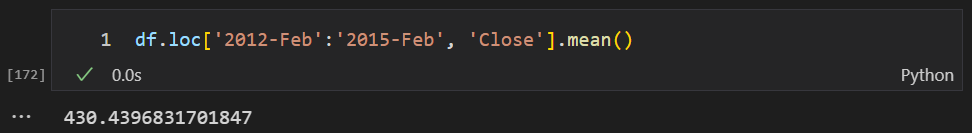 1 df.loc['2012-Feb':'2015-Feb', 'Close'].mean()
[172] 0.0s Python
... 430.4396831701847